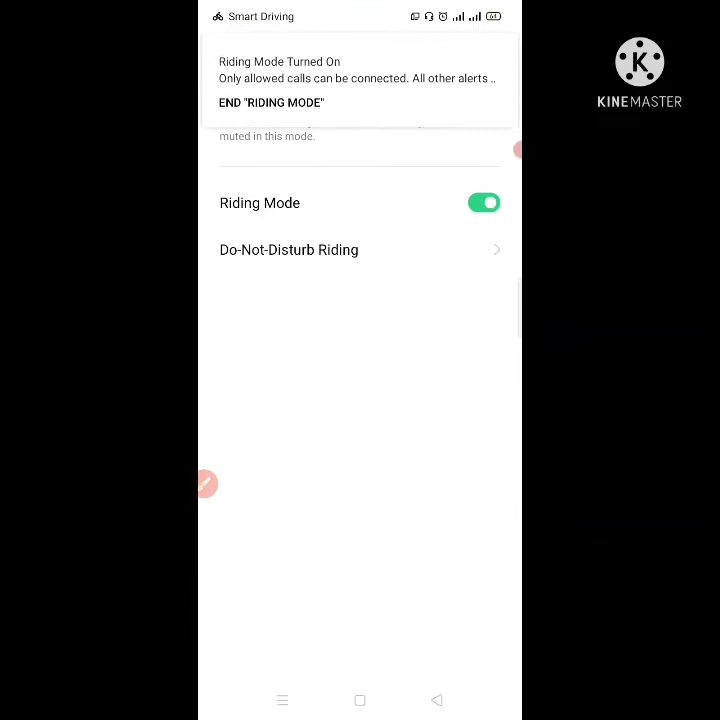 Smart Driving
64
KINEMASTER
Riding Mode Turned On
Only allowed calls can be connected. All other alerts ..
END "RIDING MODE"
muted in this mode.
Riding Mode
Do-Not-Disturb Riding